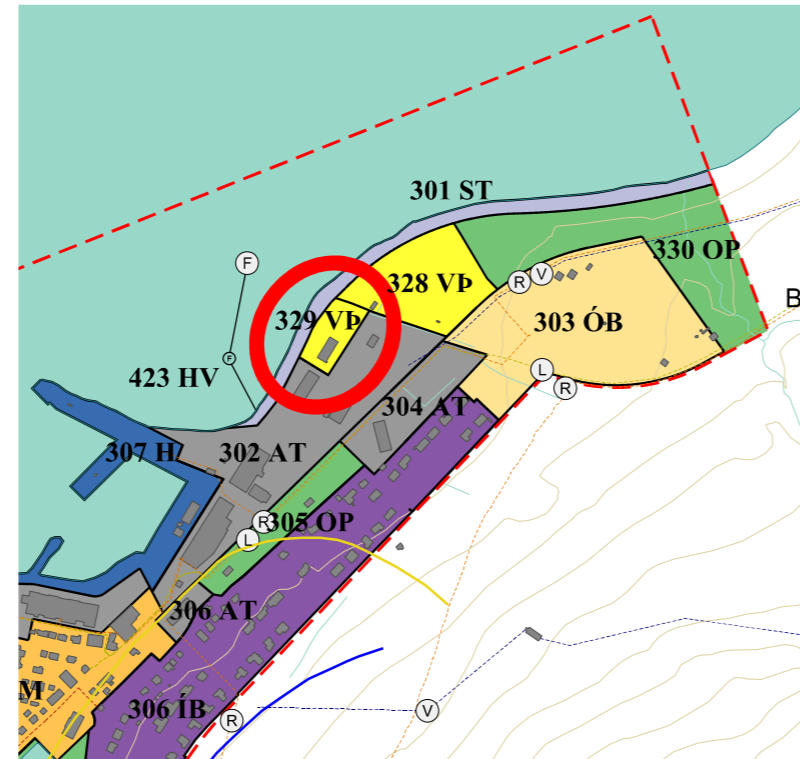 301 ST
330 OP
F
328 VÞ
R
V
B
329 VÞ
303 ÓB
F
423 HV
L
R
304 AT
307 H
302 AT
R
305 OP
L
306 AT
M
306 ÍB
R
V